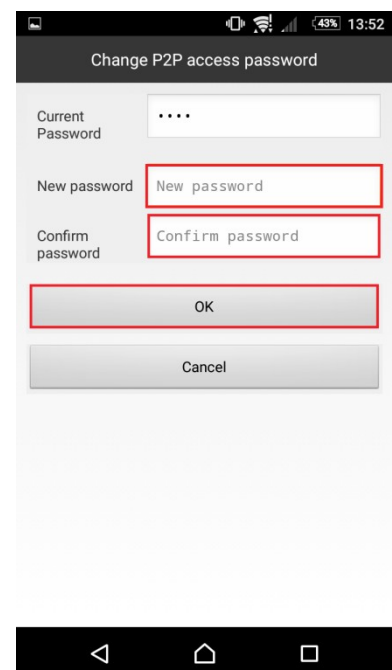 43% 13:52
Change P2P access password
Current
Password
····
New password
New password
Confirm
password
Confirm password
OK
Cancel